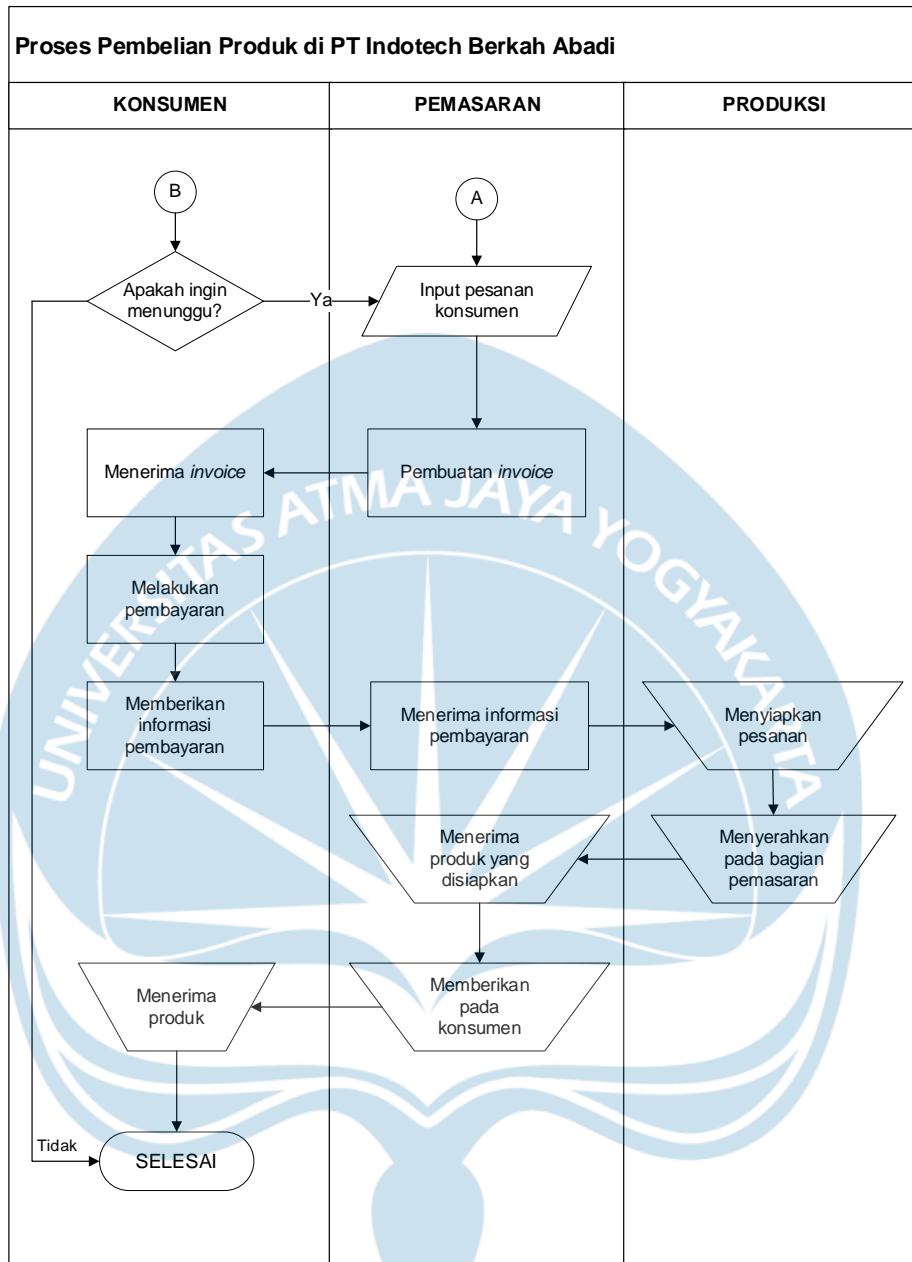 Proses Pembelian Produk di PT Indotech Berkah Abadi
KONSUMEN
PEMASARAN
PRODUKSI
B
A
Apakah ingin
menunggu?
Ya
Input pesanan
konsumen
Menerima invoice
Pembuatan invoice
Melakukan
pembayaran
Memberikan
informasi
pembayaran
Menerima informasi
pembayaran
Menyiapkan
pesanan
Menerima
produk yang
disiapkan
Menyerahkan
pada bagian
pemasaran
Menerima
produk
Memberikan
pada
konsumen
Tidak
SELESAI
UNIVERSITAS ATMA JAYA YOGYAKARTA